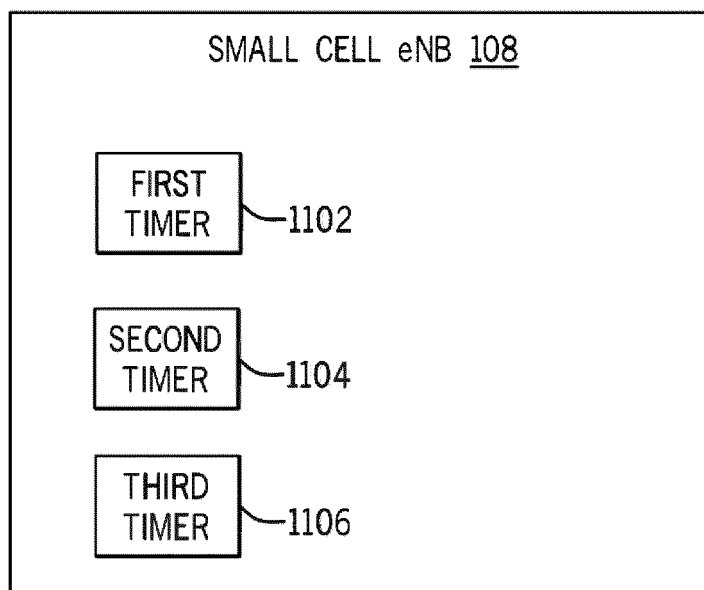 SMALL CELL eNB 108
FIRST
TIMER
1102
SECOND
TIMER
1104
THIRD
TIMER
1106